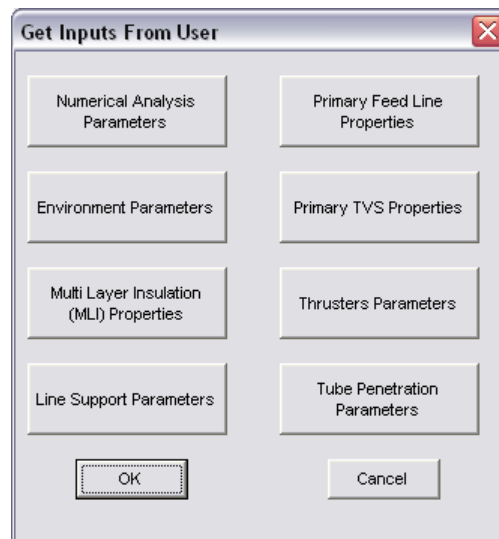 Get Inputs From User
Numerical Analysis
Parameters
Primary Feed Line
Properties
Environment Parameters
Primary TVS Properties
Multi Layer Insulation
(MLI) Properties
Thrusters Parameters
Line Support Parameters
Tube Penetration
Parameters
OK
Cancel